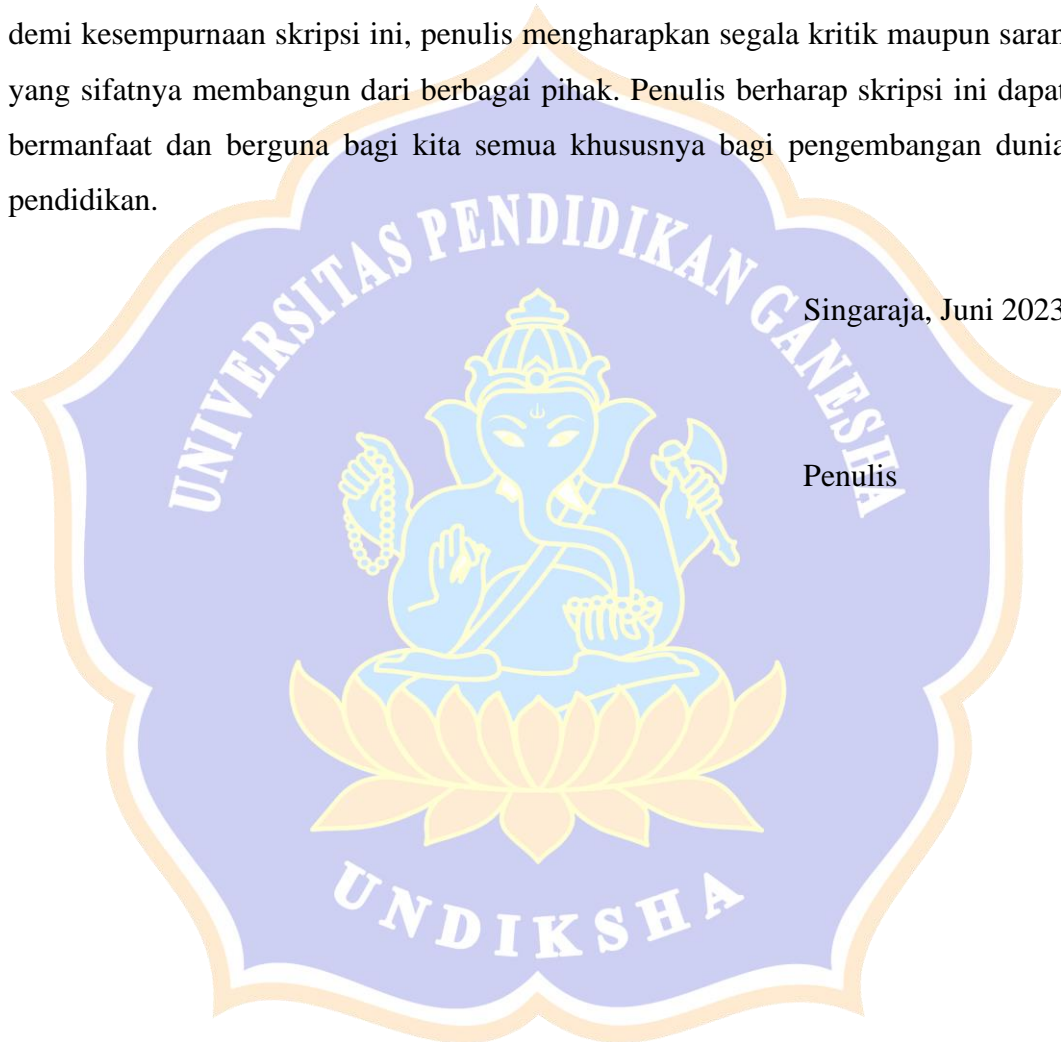 demi kesempurnaan skripsi ini, penulis mengharapkan segala kritik maupun saran
yang sifatnya membangun dari berbagai pihak. Penulis berharap skripsi ini dapat
bermanfaat dan berguna bagi kita semua khususnya bagi pengembangan dunia
pendidikan.
UNIVERSITAS PENDIDIKAN GANESHA
Singaraja, Juni 2023
Penulis
UNDIKSHA